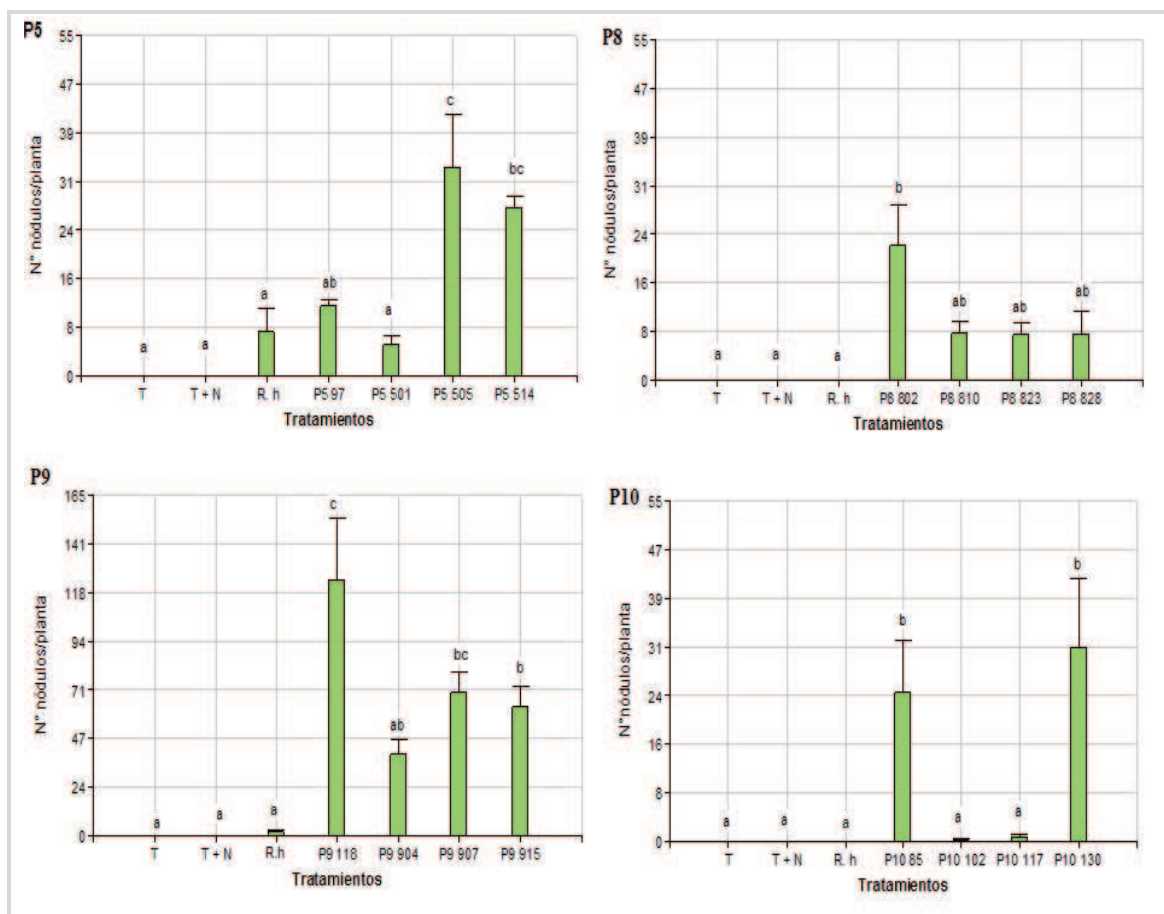 P5
55
47
39
31
24
16
8
0
N° nódulos/planta
a
a
a
ab
a
c
bc
T
T + N
R. h
P5 97
P5 501
P5 505
P5 514
Tratamientos
P8
55
47
39
31
24
16
8
0
N° nódulos/planta
a
a
a
b
ab
ab
ab
T
T + N
R. h
P8 802
P8 810
P8 823
P8 828
Tratamientos
P9
165
141
118
94
71
47
24
0
N° nódulos/planta
a
a
a
c
ab
bc
b
T
T + N
R.h
P9 118
P9 904
P9 907
P9 915
Tratamientos
P10
55
47
39
31
24
16
8
0
N°nódulos/planta
a
a
a
b
a
a
b
T
T + N
R. h
P10 85
P10 102
P10 117
P10 130
Tratamientos